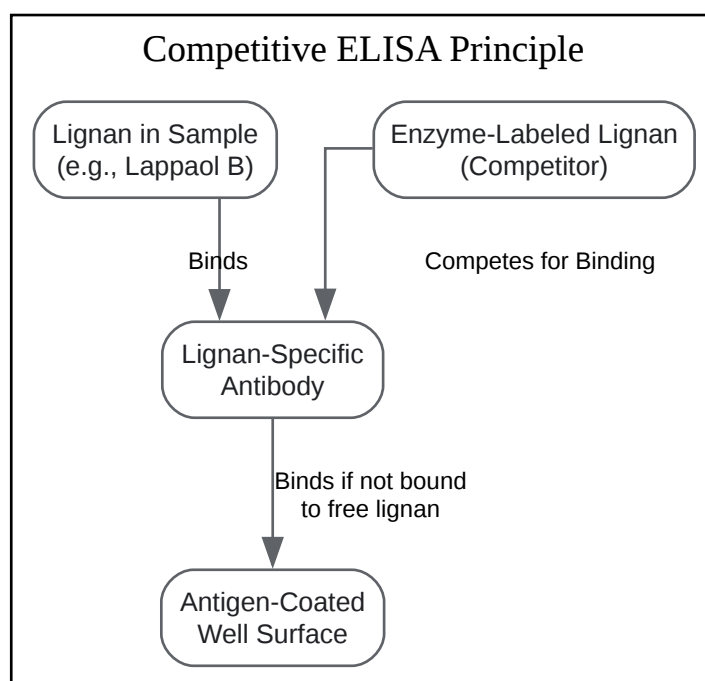 Competitive ELISA Principle
Lignan in Sample
(e.g., Lappaol B)
Enzyme-Labeled Lignan
(Competitor)
Binds
Competes for Binding
Lignan-Specific
Antibody
Binds if not bound
to free lignan
Antigen-Coated
Well Surface